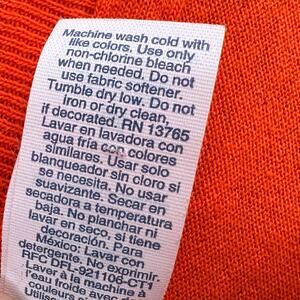 Machine wash cold with
like colors. Use only
non-chlorine bleach
when needed. Do not
use fabric softener.
Tumble dry low. Do not
iron or dry clean,
if decorated. RN 13765
Lavar en lavadora con
agua fría con colores
similares. Usar solo
blanqueador sin cloro si
se necesita. No usar
suavizante. Secar en
secadora a temperatura
baja. No planchar ni
lavar en seco, si tiene
decoración. Para
México: Lavar con
detergente. No exprimir.
RFC DFL-921106-CT1
Laver à la machine à
l'eau froide avec des
couleurs
Utiliser